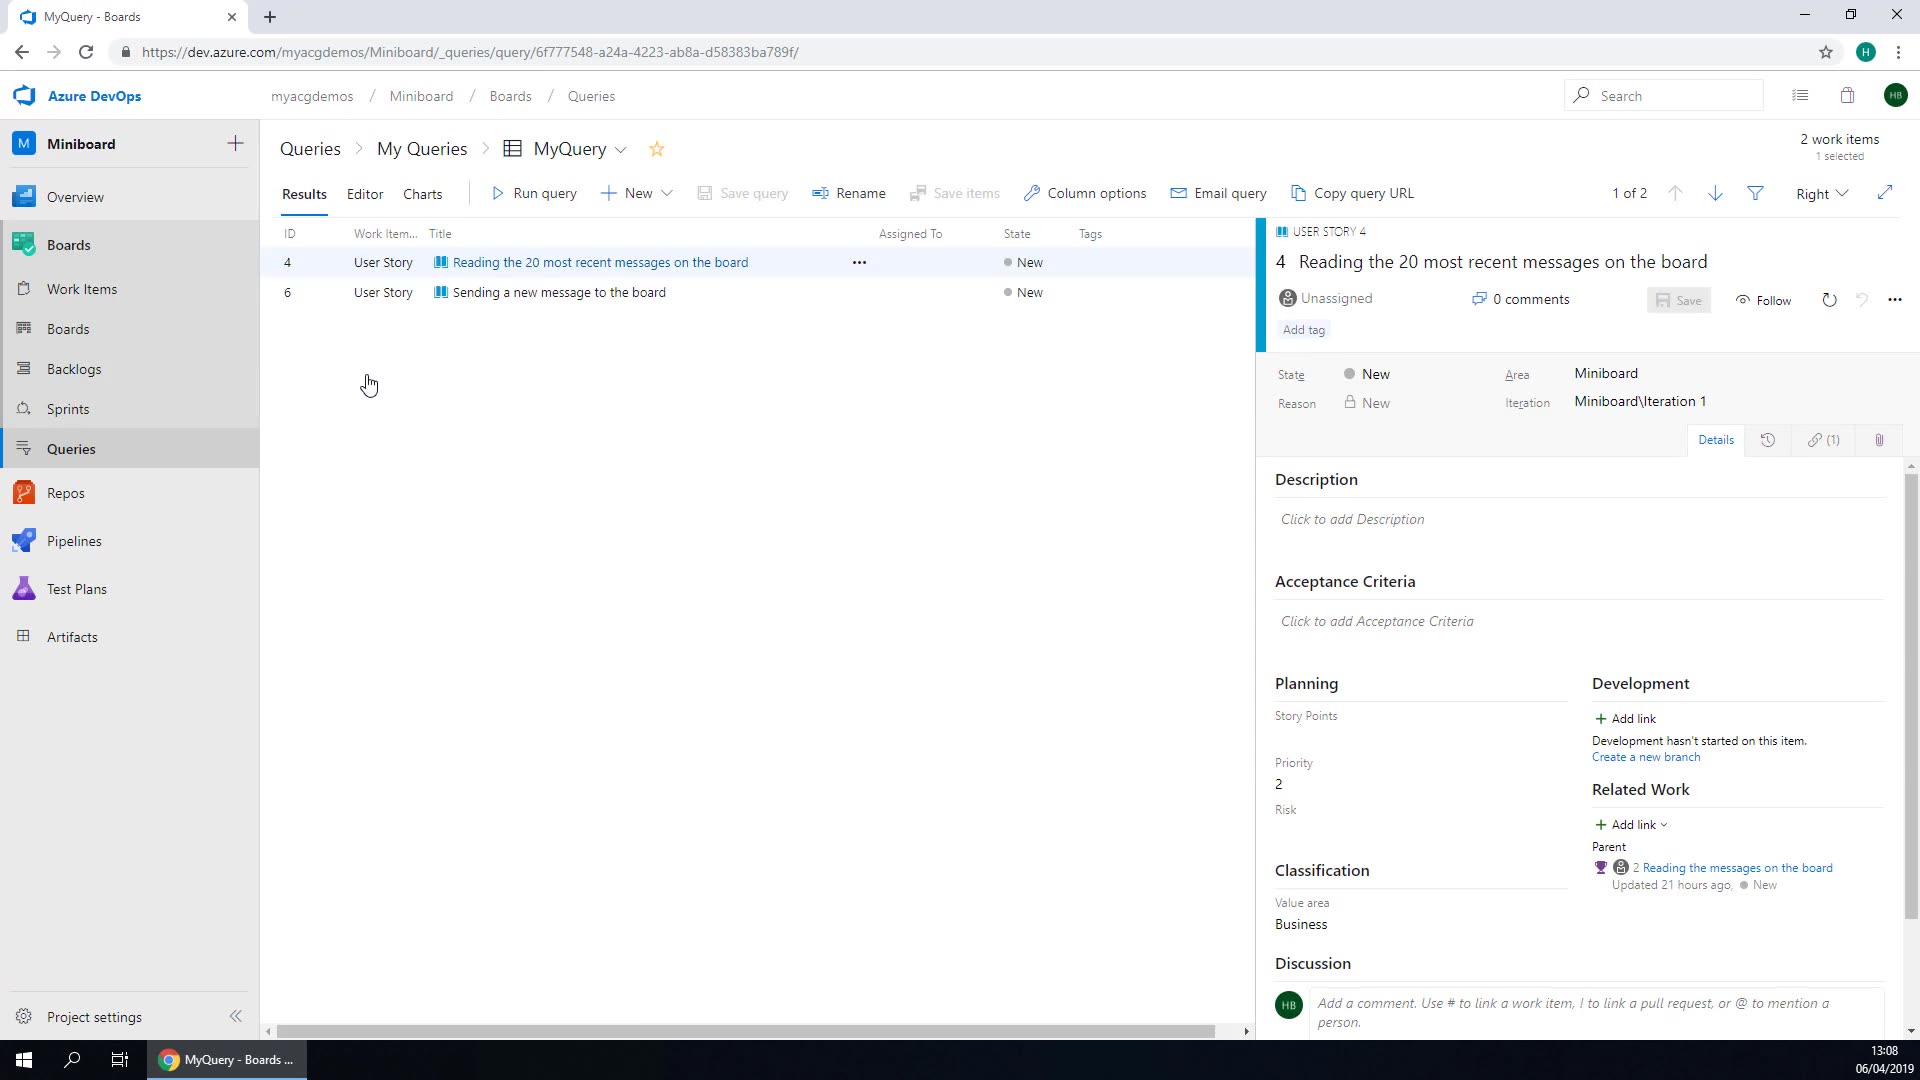 MyQuery - Boards
https://dev.azure.com/myacgdemos/Miniboard/_queries/query/6f777548-a24a-4223-ab8a-d58383ba789f/
H
Azure DevOps
myacgdemos / Miniboard / Boards / Queries
Search
HB
M Miniboard
Overview
Boards
Work Items
Boards
Backlogs
Sprints
Queries
Repos
Pipelines
Test Plans
Artifacts
Project settings
Queries > My Queries > MyQuery
2 work items
1 selected
Results Editor Charts Run query New Save query Rename Save items Column options Email query Copy query URL 1 of 2 Right
ID Work Item... Title Assigned To State Tags
4 User Story Reading the 20 most recent messages on the board ••• New
6 User Story Sending a new message to the board New
USER STORY 4
4 Reading the 20 most recent messages on the board
Unassigned 0 comments Save Follow
Add tag
State New Area Miniboard
Reason New Iteration Miniboard\Iteration 1
Details (1)
Description
Click to add Description
Acceptance Criteria
Click to add Acceptance Criteria
Planning
Story Points
Priority
2
Risk
Classification
Value area
Business
Development
Add link
Development hasn't started on this item.
Create a new branch
Related Work
Add link
Parent
2 Reading the messages on the board
Updated 21 hours ago, New
Discussion
HB
Add a comment. Use # to link a work item, ! to link a pull request, or @ to mention a
person.
MyQuery - Boards ...
13:08
06/04/2019